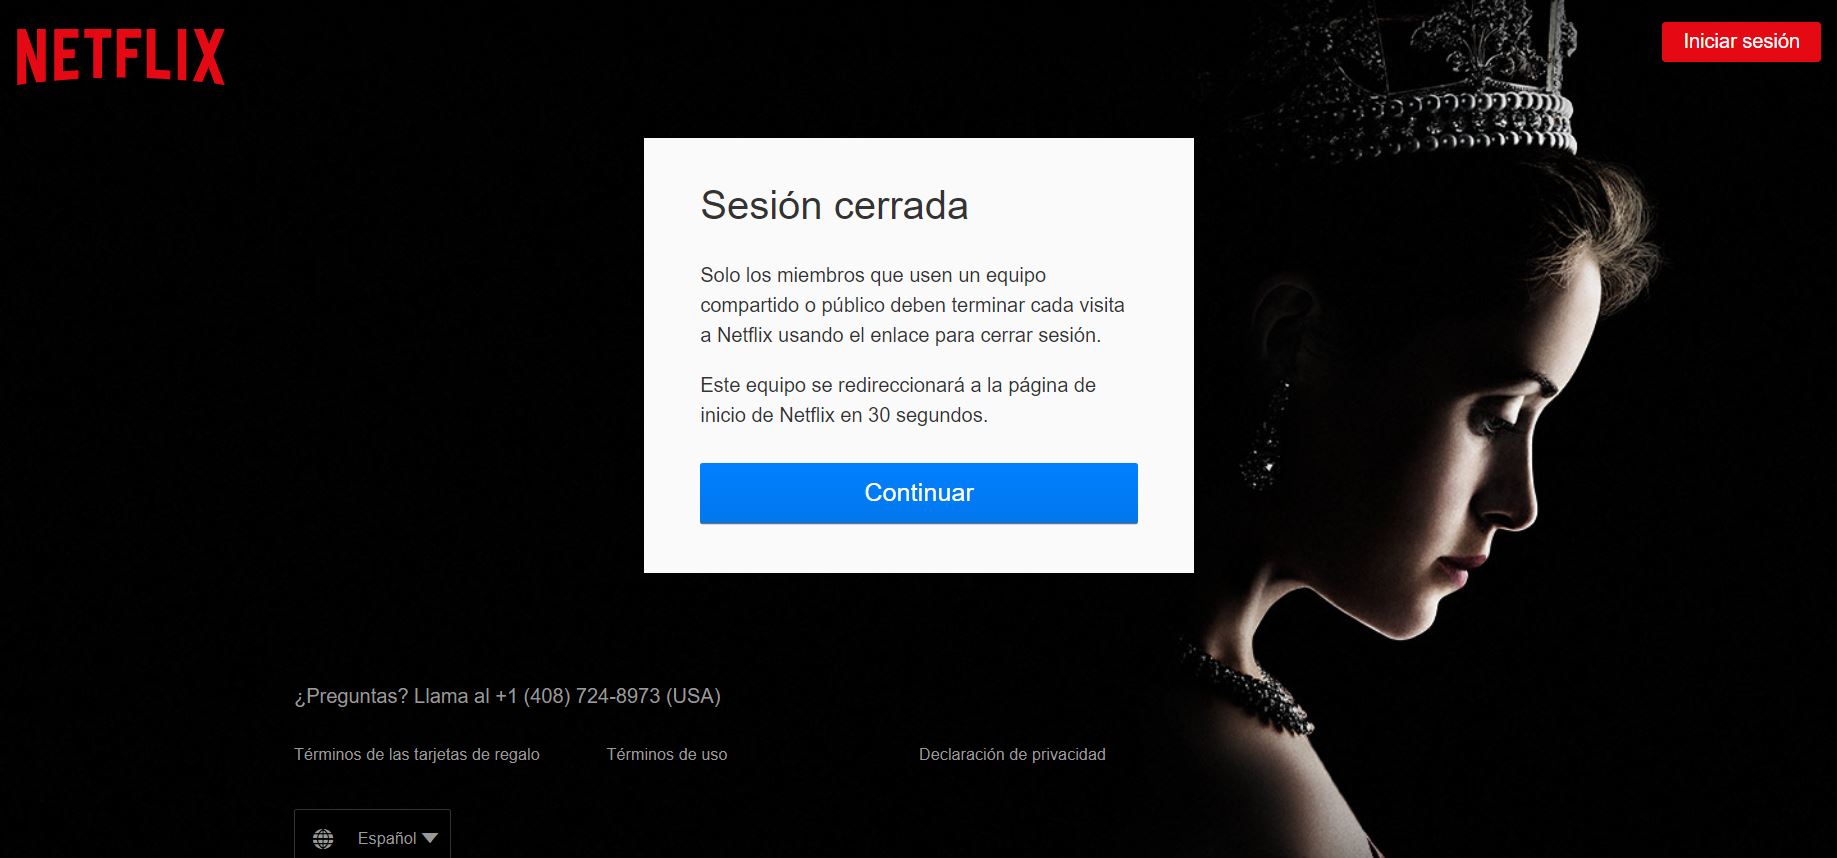 NETFLIX
Iniciar sesión
Sesión cerrada
Solo los miembros que usen un equipo
compartido o público deben terminar cada visita
a Netflix usando el enlace para cerrar sesión.
Este equipo se redireccionará a la página de
inicio de Netflix en 30 segundos.
Continuar
¿Preguntas? Llama al +1 (408) 724-8973 (USA)
Términos de las tarjetas de regalo
Términos de uso
Declaración de privacidad
Español